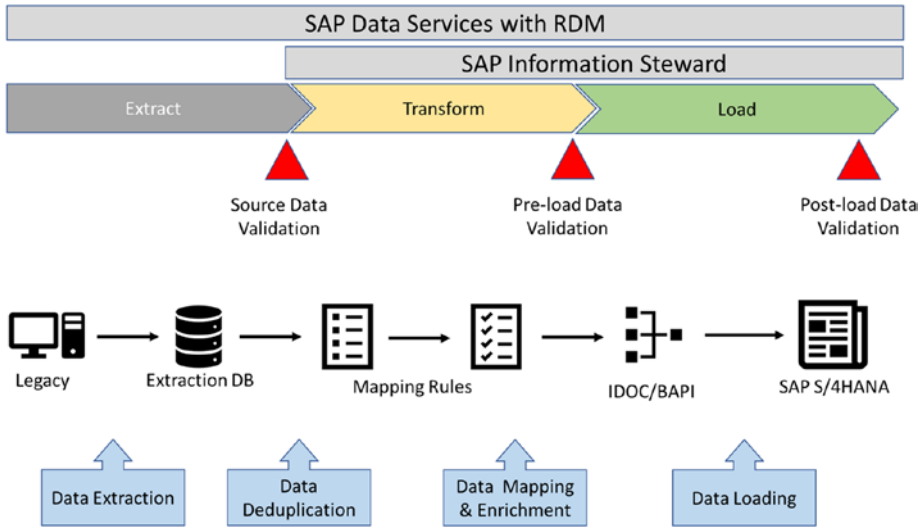 SAP Data Services with RDM
SAP Information Steward
Extract
Transform
Load
Source Data
Validation
Pre-load Data
Validation
Post-load Data
Validation
Legacy
Extraction DB
Mapping Rules
IDOC/BAPI
SAP S/4HANA
Data Extraction
Data
Deduplication
Data Mapping
& Enrichment
Data Loading